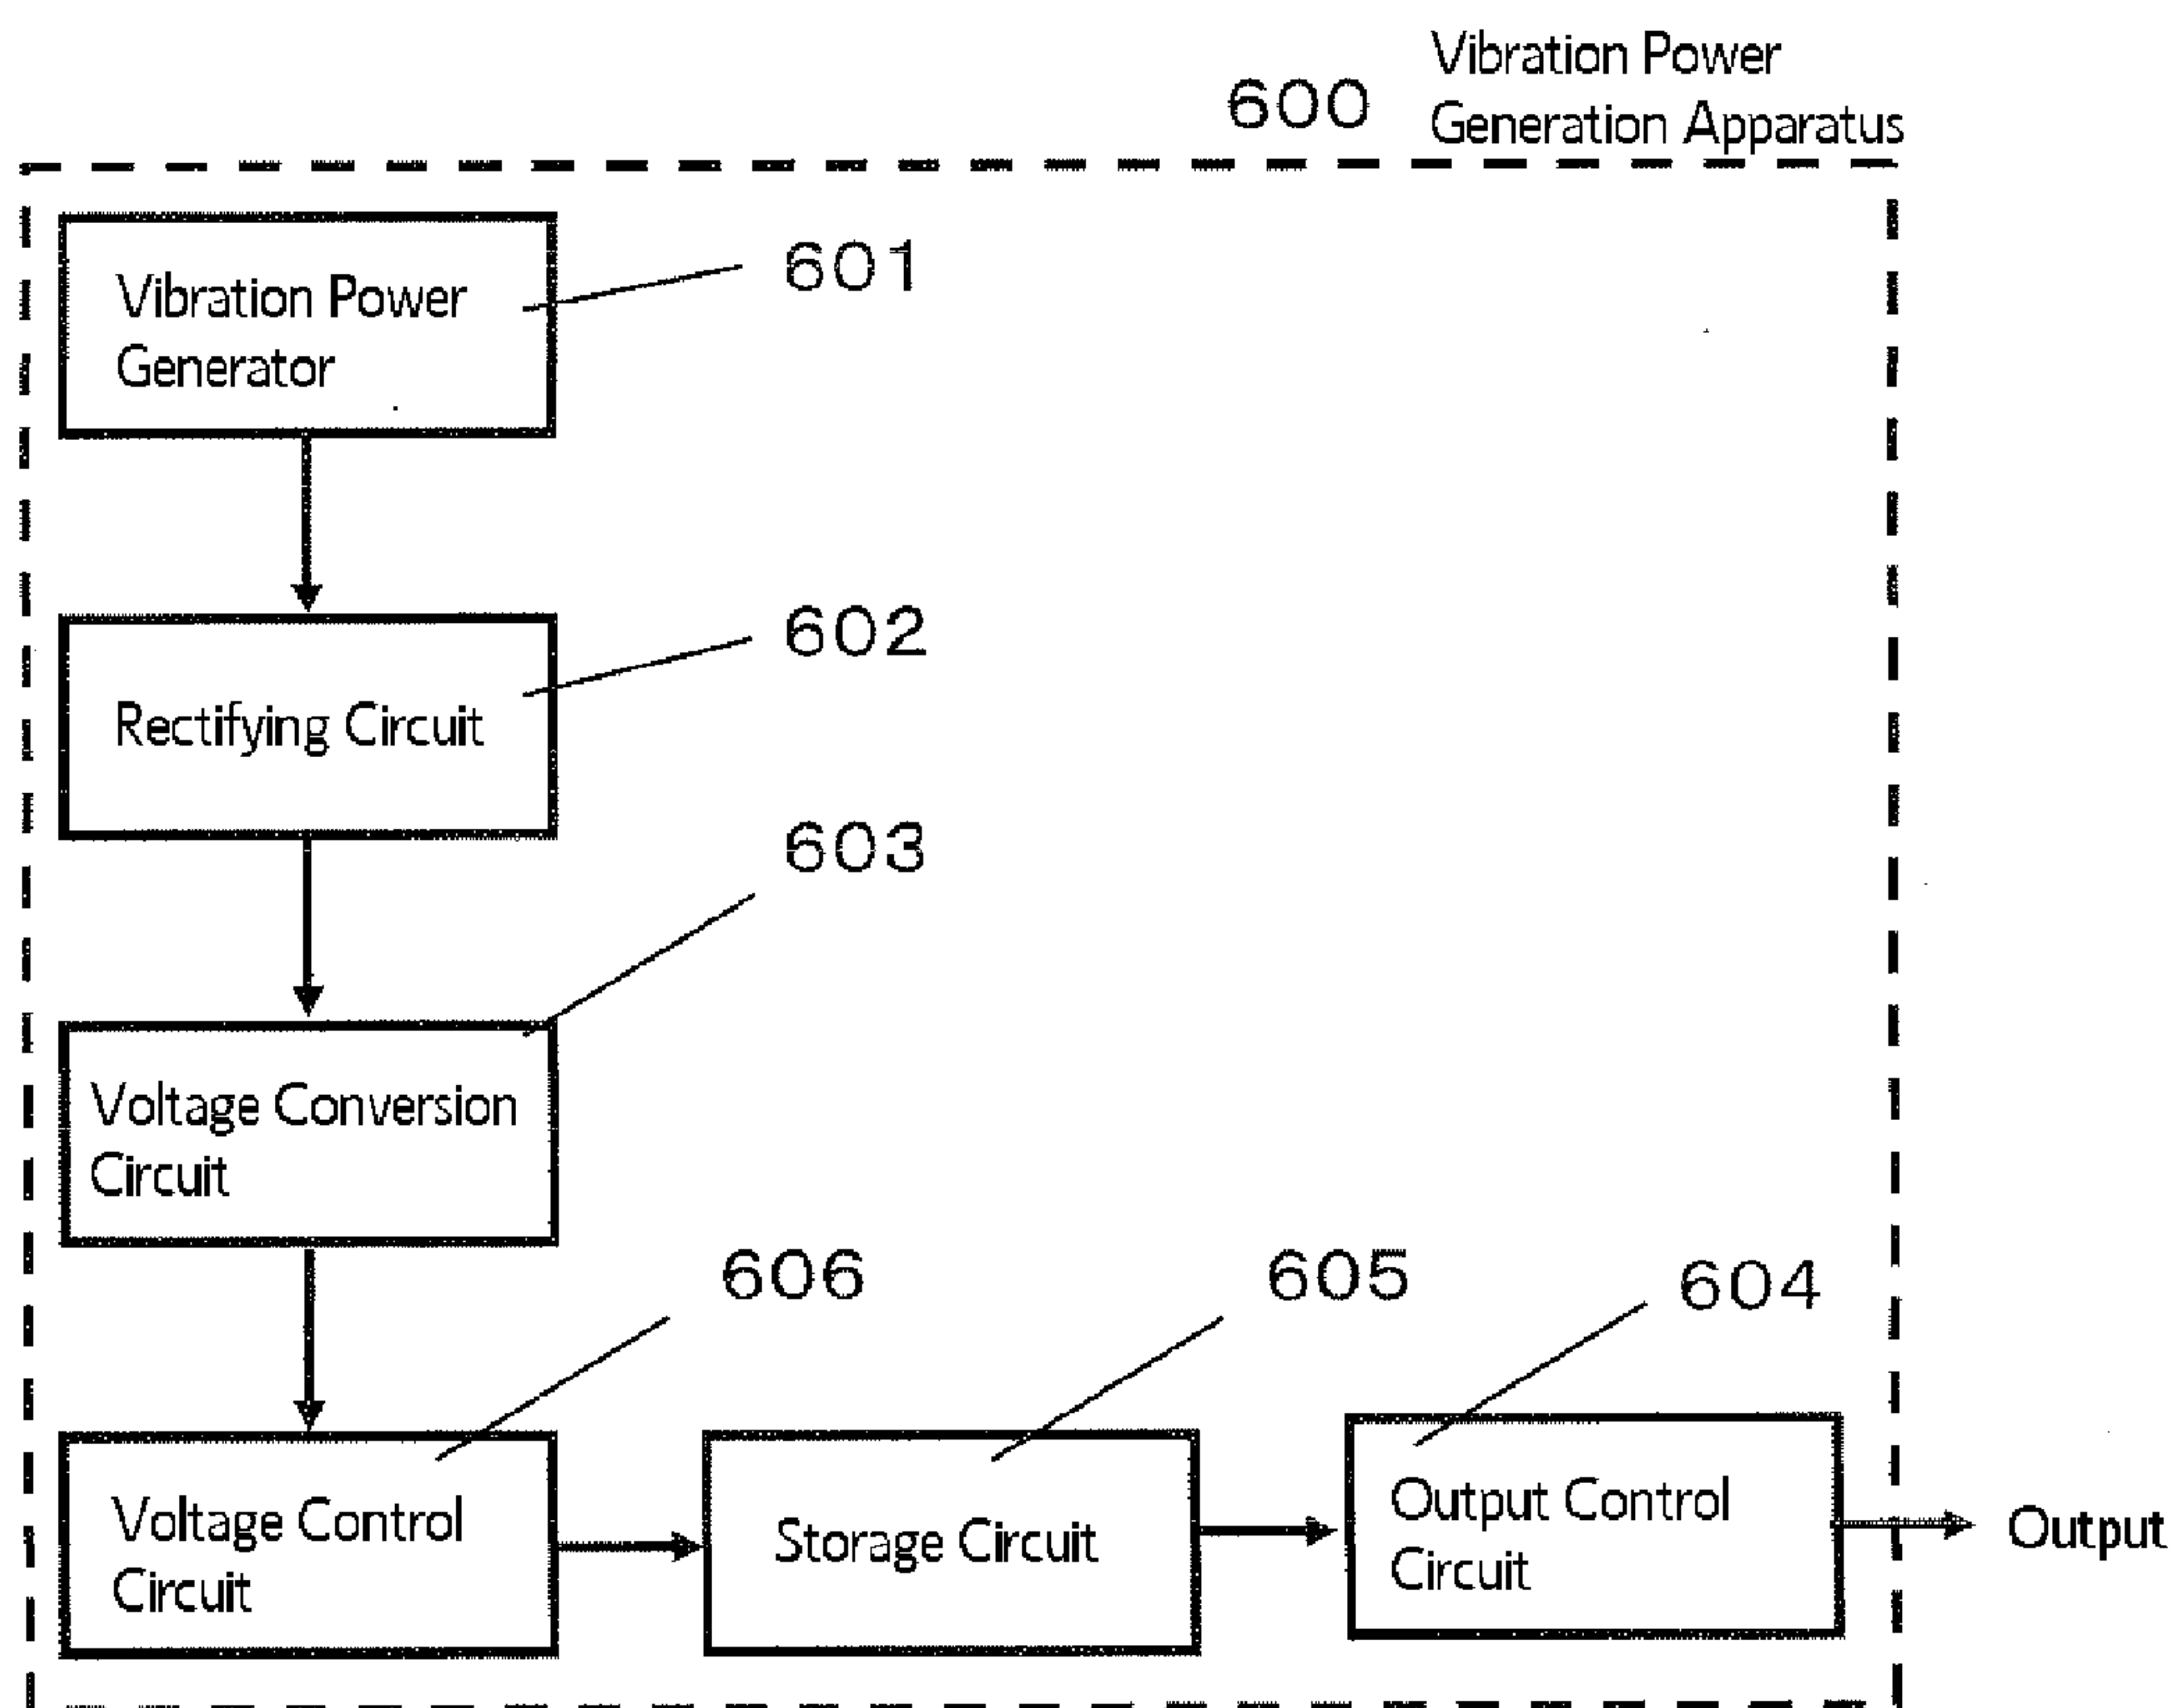 Vibration Power
600
Generation Apparatus
Vibration Power
Generator
601
602
Rectifying Circuit
603
Voltage Conversion
Circuit
606
605
604
Voltage Control
Circuit
Storage Circuit
Output Control
Circuit
Output